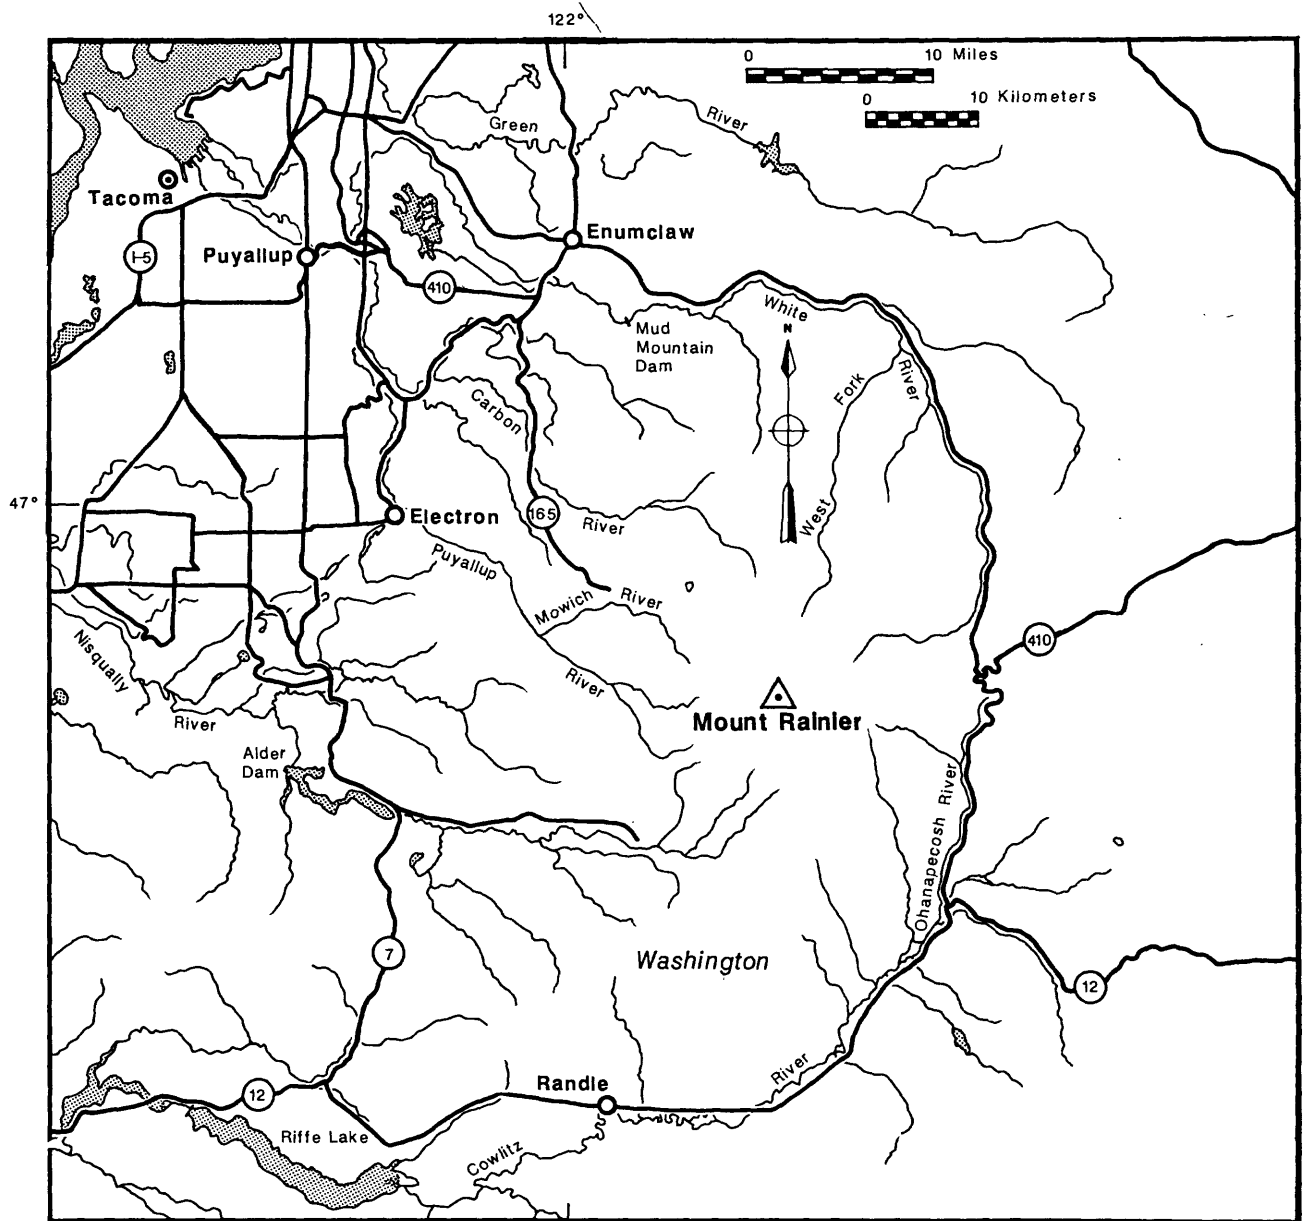 122°
0 10 Miles
0 10 Kilometers
Green
River
Tacoma
Enumclaw
I-5
Puyallup
410
White
N
Mud
Mountain
Dam
Fork
River
Carbon
47°
165
Electron
River
West
Puyallup
Mowich River
410
Nisqually
River
River
Mount Rainier
Alder
Dam
Ohanapecosh River
7
Washington
12
River
Randle
12
Riffe Lake
Cowlitz